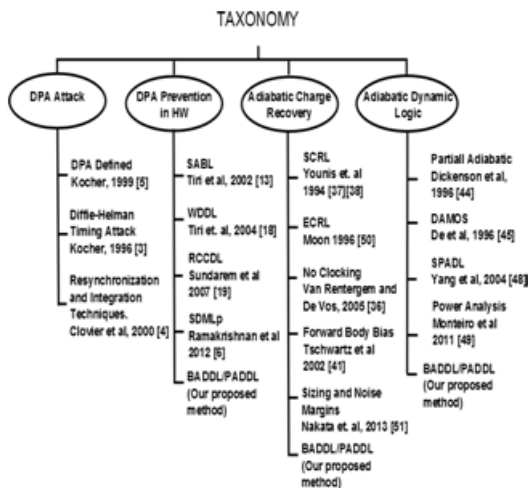 TAXONOMY
DPA Attack
DPA Prevention
in HW
Adiabatic Charge
Recovery
Adiabatic Dynamic
Logic
DPA Defined
Kocher, 1999 [5]
Diffie-Helman
Timing Attack
Kocher, 1996 [3]
Resynchronization
and Integration
Techniques.
Clovier et al, 2000 [4]
SABL
Tiri et al, 2002 [13]
WDDL
Tiri et. al, 2004 [18]
RCCDL
Sundarem et al
2007 [19]
SDMLp
Ramakrishnan et al
2012 [6]
BADDL/PADDL
(Our proposed
method)
SCRL
Younis et. al
1994 [37][38]
ECRL
Moon 1996 [50]
No Clocking
Van Rentergem and
De Vos, 2005 [36]
Forward Body Bias
Tschwartz et al
2002 [41]
Sizing and Noise
Margins
Nakata et. al, 2013 [51]
BADDL/PADDL
(Our proposed
method)
Partiall Adiabatic
Dickenson et al,
1996 [44]
DAMOS
De et al, 1996 [45]
SPADL
Yang et al, 2004 [48]
Power Analysis
Monteiro et al
2011 [49]
BADDL/PADDL
(Our proposed
method)